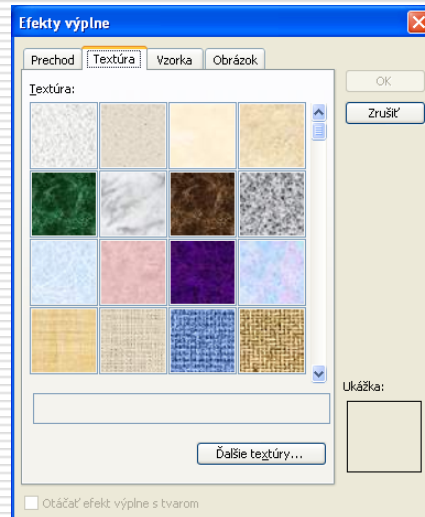 Efekty výplne
Prechod Textúra Vzorka Obrázok
Textúra:
OK
Zrušiť
Ukážka:
Ďalšie textúry...
Otáčať efekt výplne s tvarom